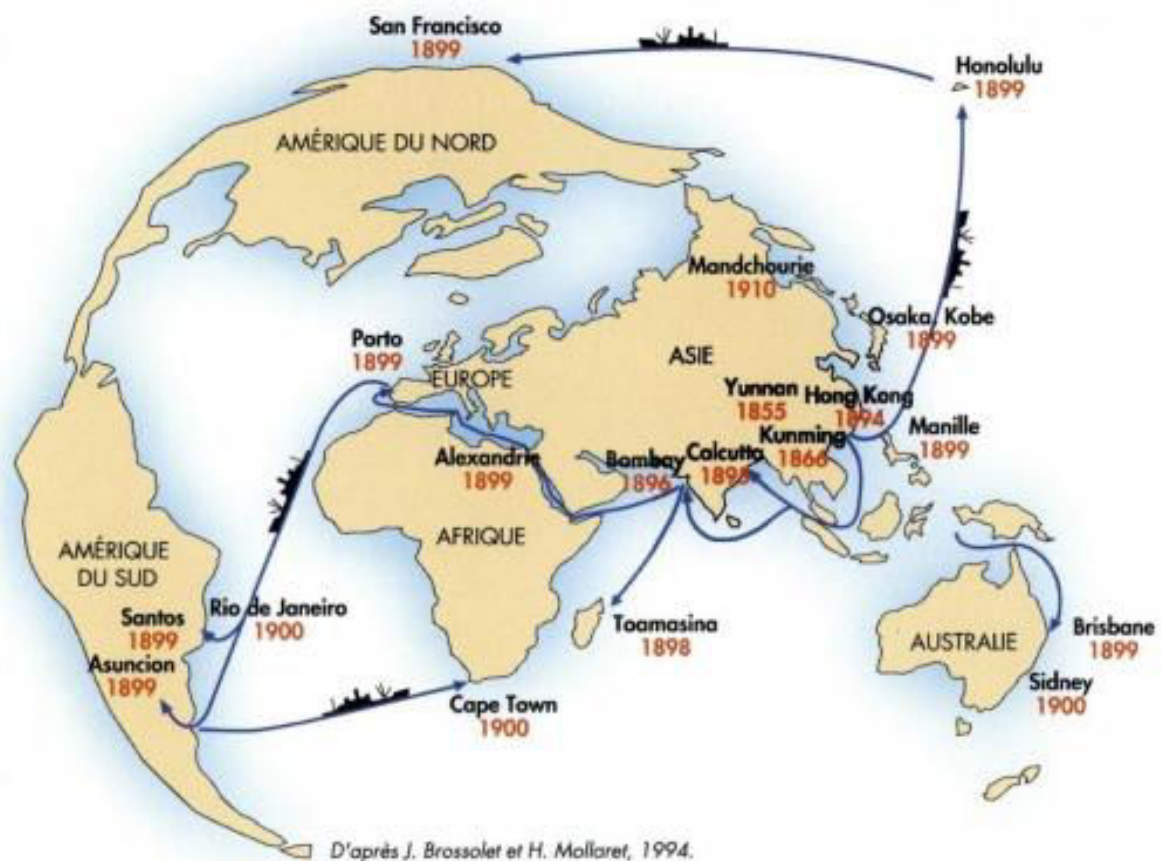 San Francisco
1899
Honolulu
1899
AMÉRIQUE DU NORD
Mandchourie
1910
Osaka, Kobe
1899
Porto
1899
EUROPE
ASIE
Yunnan
1855
Hong Kong
1894
Manille
1899
Kunming
1866
Calcutta
1895
Bombay
1896
Alexandrie
1899
AFRIQUE
AMÉRIQUE
DU SUD
Santos
1899
Rio de Janeiro
1900
Asuncion
1899
Toamasina
1898
AUSTRALIE
Brisbane
1899
Sidney
1900
Cape Town
1900
D'après J. Brossolet et H. Mollaret, 1994.